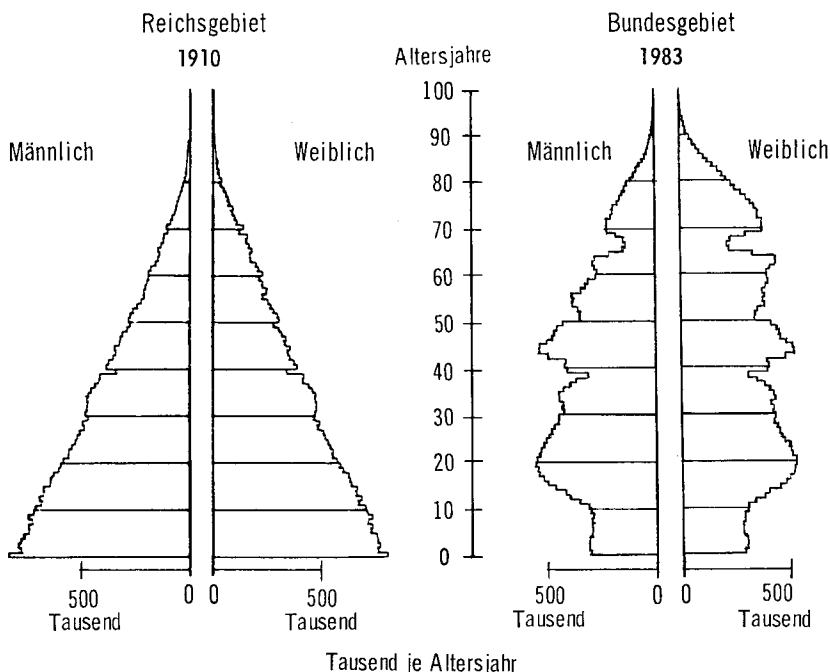 Reichsgebiet
1910
Altersjahre
Bundesgebiet
1983
Männlich
Weiblich
100
90
80
70
60
50
40
30
20
10
0
Männlich
Weiblich
500
0
0
500
Tausend
Tausend
500
0
0
500
Tausend
Tausend
Tausend je Altersjahr